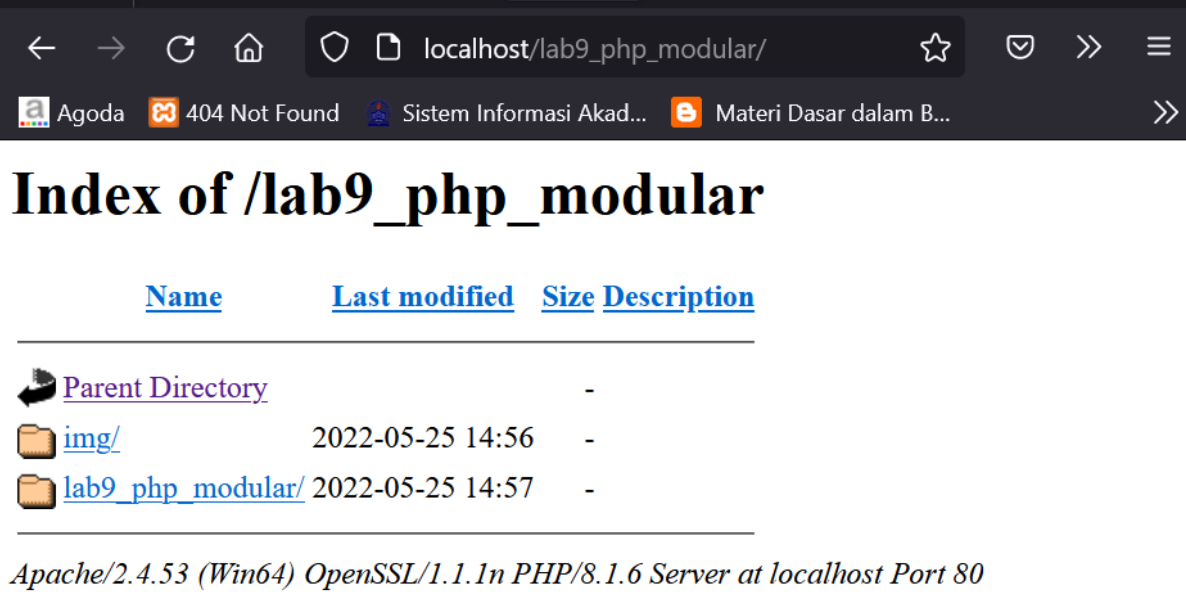 localhost/lab9_php_modular/
a Agoda 404 Not Found Sistem Informasi Akad... Materi Dasar dalam B...
Index of /lab9_php_modular
Name Last modified Size Description
Parent Directory -
img/ 2022-05-25 14:56 -
lab9_php_modular/ 2022-05-25 14:57 -
Apache/2.4.53 (Win64) OpenSSL/1.1.1n PHP/8.1.6 Server at localhost Port 80